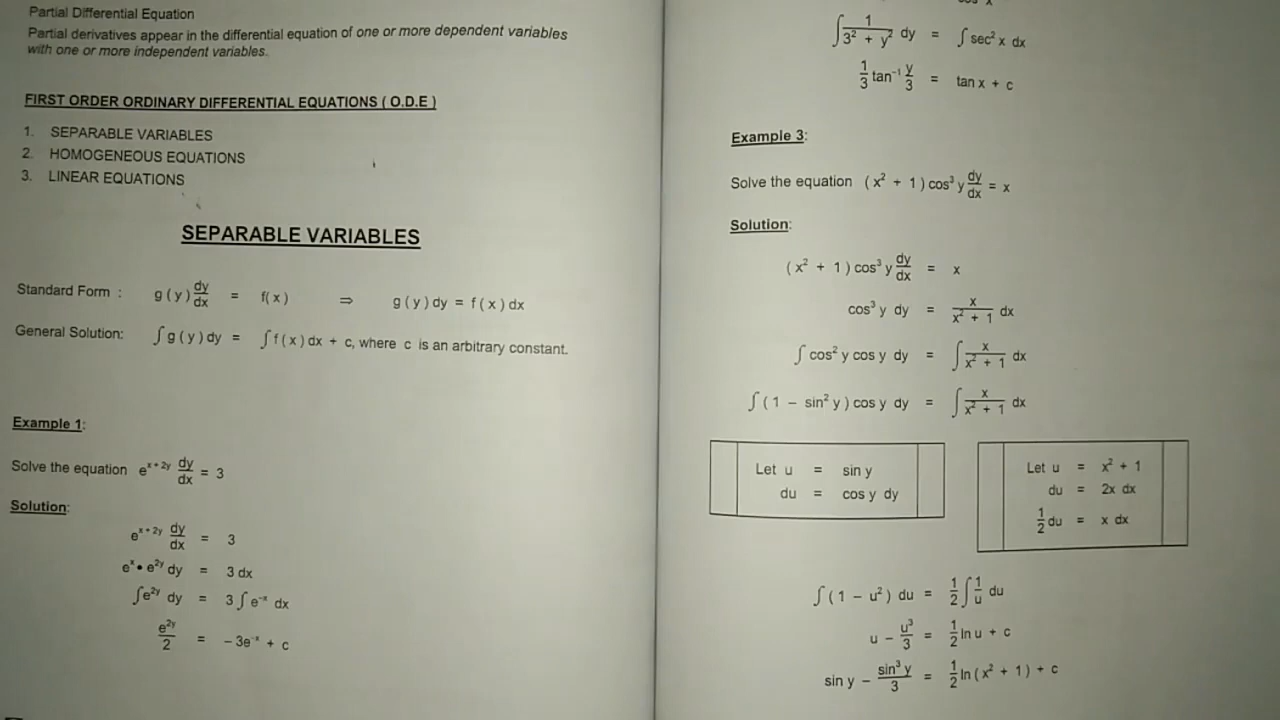 Partial Differential Equation
Partial derivatives appear in the differential equation of one or more dependent variables
with one or more independent variables.
FIRST ORDER ORDINARY DIFFERENTIAL EQUATIONS ( O.D.E )
1. SEPARABLE VARIABLES
2. HOMOGENEOUS EQUATIONS
3. LINEAR EQUATIONS
SEPARABLE VARIABLES
Standard Form : g ( y ) dy/dx = f( x ) ⇒ g ( y ) dy = f ( x ) dx
General Solution: ∫ g ( y ) dy = ∫ f ( x ) dx + c, where c is an arbitrary constant.
Example 1:
Solve the equation e^(x + 2y) dy/dx = 3
Solution:
e^(x + 2y) dy/dx = 3
e^x • e^(2y) dy = 3 dx
∫ e^(2y) dy = 3 ∫ e^(-x) dx
e^(2y)/2 = – 3e^(-x) + c
cos x
∫ 1/(3² + y²) dy = ∫ sec² x dx
1/3 tan⁻¹ y/3 = tan x + c
Example 3:
Solve the equation ( x² + 1 ) cos³ y dy/dx = x
Solution:
( x² + 1 ) cos³ y dy/dx = x
cos³ y dy = x/(x² + 1) dx
∫ cos² y cos y dy = ∫ x/(x² + 1) dx
∫ ( 1 – sin² y ) cos y dy = ∫ x/(x² + 1) dx
Let u = sin y
du = cos y dy
Let u = x² + 1
du = 2x dx
1/2 du = x dx
∫ ( 1 – u² ) du = 1/2 ∫ 1/u du
u – u³/3 = 1/2 ln u + c
sin y – sin³ y/3 = 1/2 ln ( x² + 1 ) + c